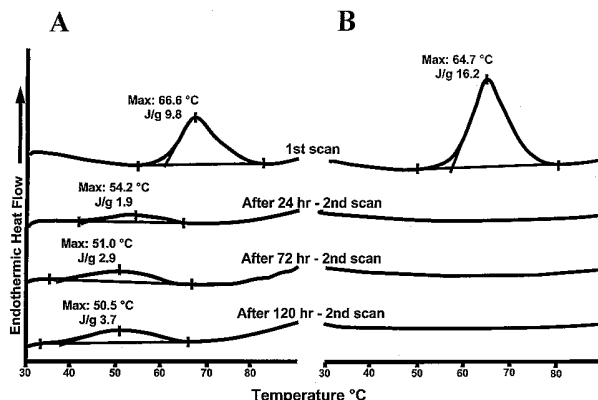 A
B
Endothermic Heat Flow
Max: 66.6 °C
J/g 9.8
Max: 64.7 °C
J/g 16.2
1st scan
Max: 54.2 °C
J/g 1.9
After 24 hr - 2nd scan
Max: 51.0 °C
J/g 2.9
After 72 hr - 2nd scan
Max: 50.5 °C
J/g 3.7
After 120 hr - 2nd scan
30 40 50 60 70 80 30 40 50 60 70 80
Temperature °C